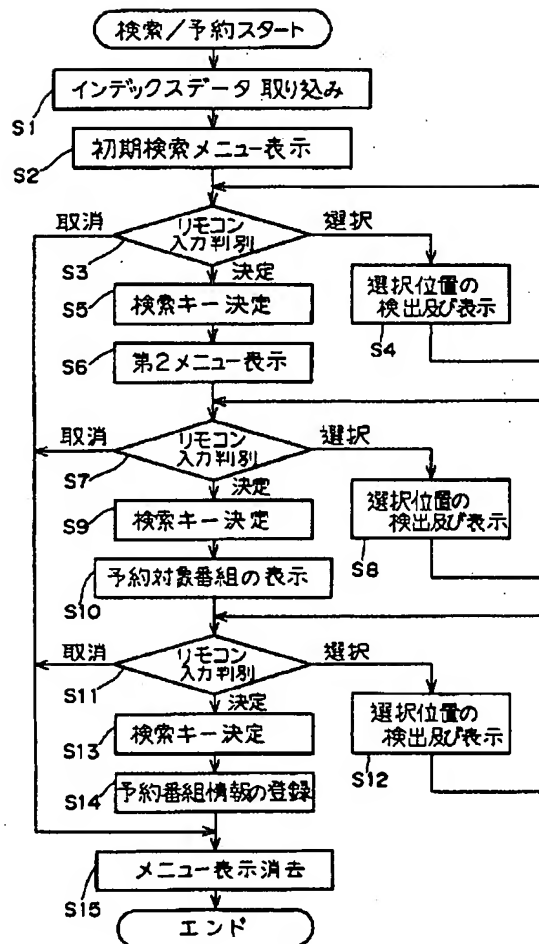 検索/予約スタート
インデックスデータ取り込み
S1
初期検索メニュー表示
S2
取消
リモコン
入力判別
選択
S3
決定
検索キー決定
S5
選択位置の
検出及び表示
S4
第2メニュー表示
S6
取消
リモコン
入力判別
選択
S7
決定
検索キー決定
S9
選択位置の
検出及び表示
S8
予約対数番組の表示
S10
取消
リモコン
入力判別
選択
S11
決定
検索キー決定
S13
選択位置の
検出及び表示
S12
予約番組情報の登録
S14
メニュー表示消去
S15
エンド